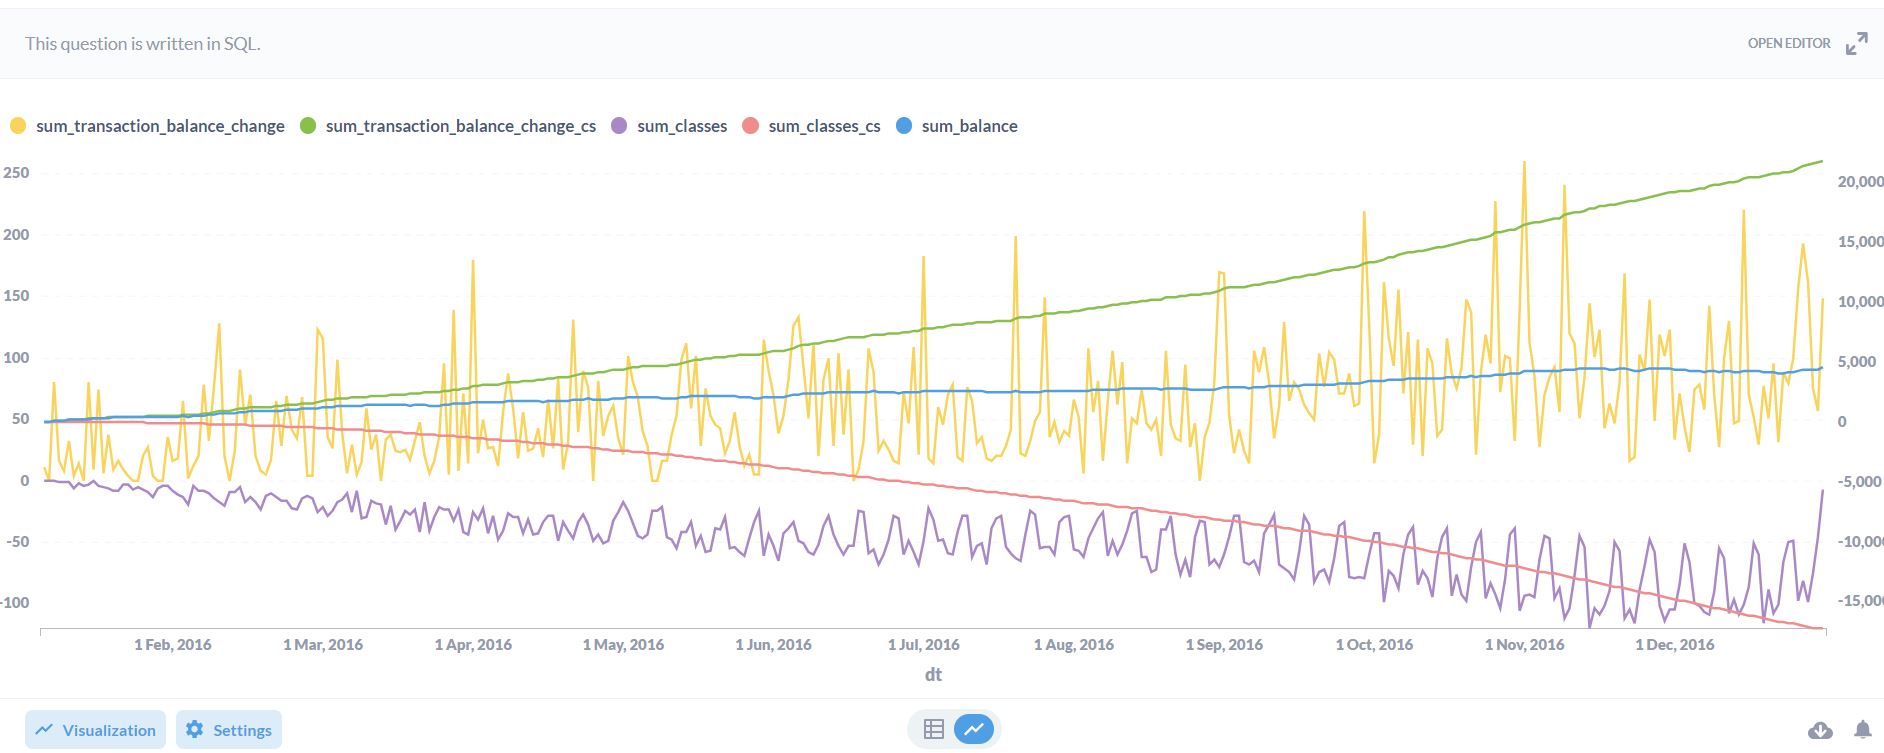 This question is written in SQL.
OPEN EDITOR
sum_transaction_balance_change sum_transaction_balance_change_cs sum_classes sum_classes_cs sum_balance
250
200
150
100
50
0
-50
-100
20,000
15,000
10,000
5,000
0
-5,000
-10,000
-15,000
1 Feb, 2016 1 Mar, 2016 1 Apr, 2016 1 May, 2016 1 Jun, 2016 1 Jul, 2016 1 Aug, 2016 1 Sep, 2016 1 Oct, 2016 1 Nov, 2016 1 Dec, 2016
dt
Visualization Settings